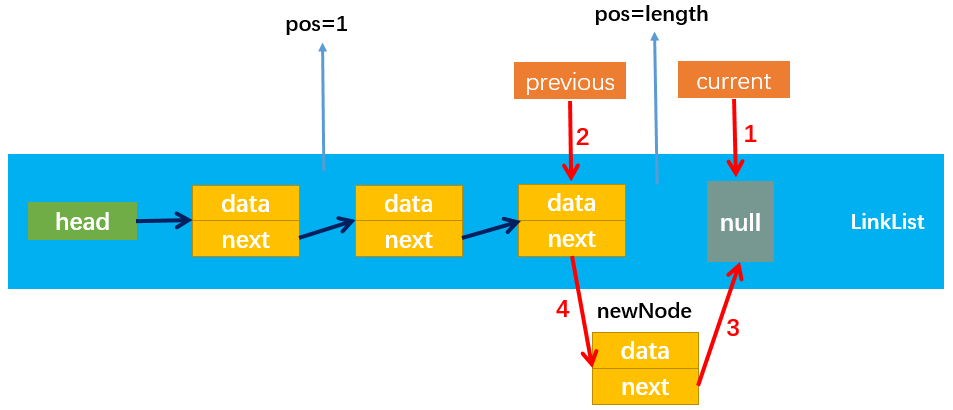 pos=1
pos=length
previous
current
2
1
head
data
next
data
next
data
next
null
LinkList
4
newNode
3
data
next